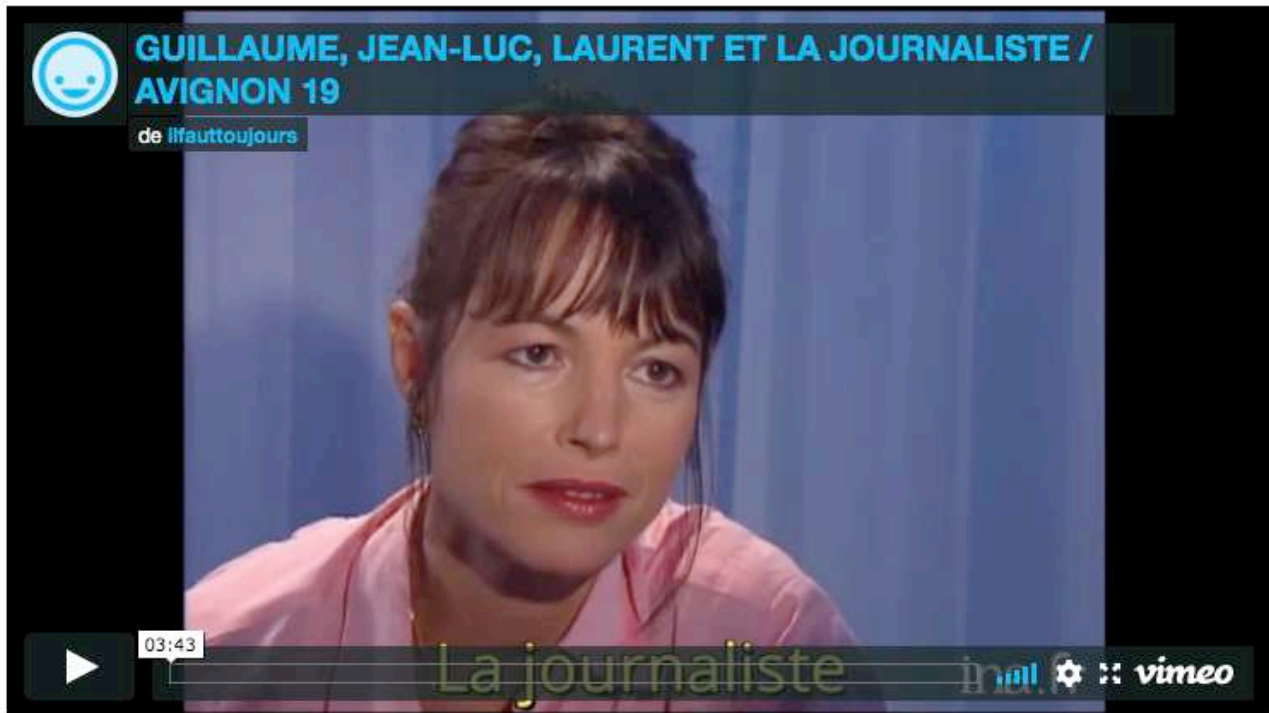 GUILLAUME, JEAN-LUC, LAURENT ET LA JOURNALISTE /
AVIGNON 19
de Ilfauttoujours
03:43
La journaliste
ina.fr
vimeo